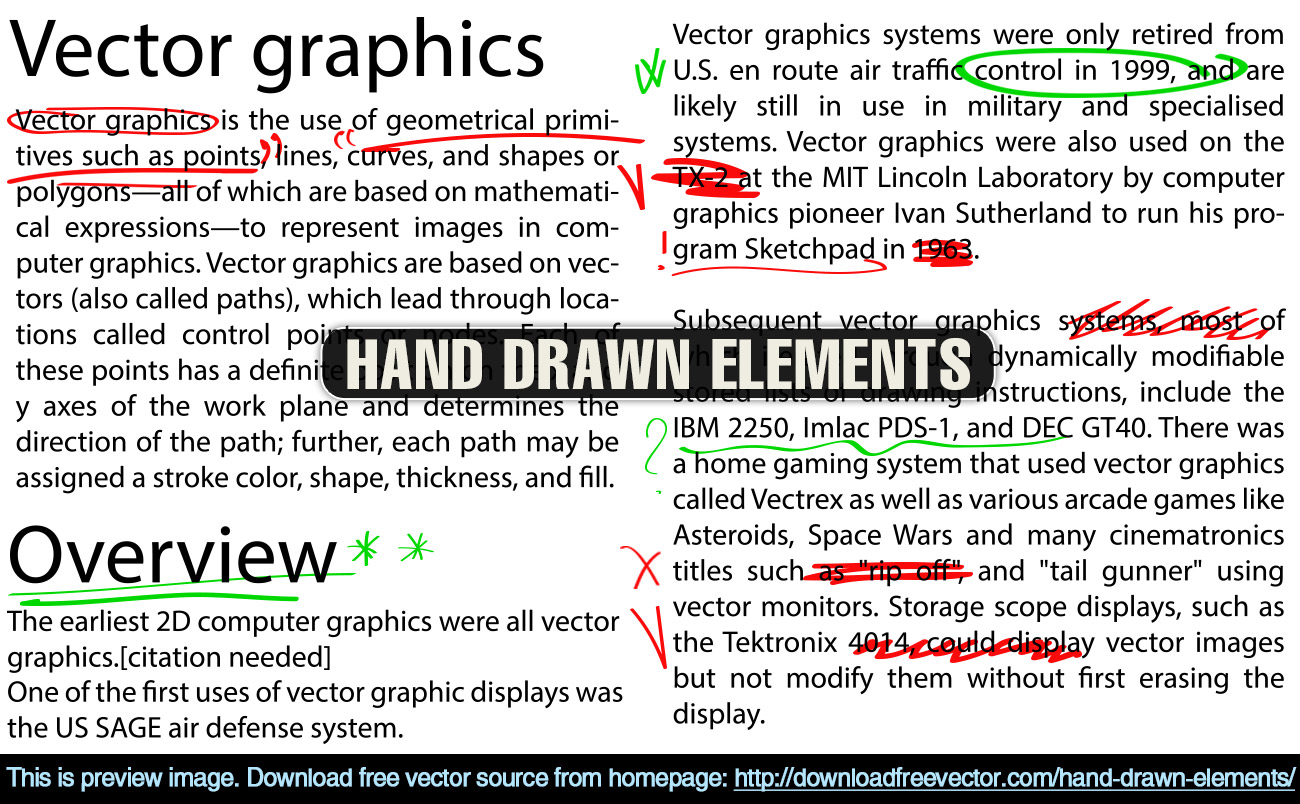 Vector graphics
Vector graphics is the use of geometrical primi-
tives such as points, lines, curves, and shapes or
polygons—all of which are based on mathemati-
cal expressions—to represent images in com-
puter graphics. Vector graphics are based on vec-
tors (also called paths), which lead through loca-
tions called control points or nodes. Each of
these points has a definite
y axes of the work plane and determines the
direction of the path; further, each path may be
assigned a stroke color, shape, thickness, and fill.
Overview**
The earliest 2D computer graphics were all vector
graphics.[citation needed]
One of the first uses of vector graphic displays was
the US SAGE air defense system.
Vector graphics systems were only retired from
U.S. en route air traffic control in 1999, and are
likely still in use in military and specialised
systems. Vector graphics were also used on the
TX-2 at the MIT Lincoln Laboratory by computer
graphics pioneer Ivan Sutherland to run his pro-
gram Sketchpad in 1963.
Subsequent vector graphics systems, most of
dynamically modifiable
stored lists of drawing instructions, include the
IBM 2250, Imlac PDS-1, and DEC GT40. There was
a home gaming system that used vector graphics
called Vectrex as well as various arcade games like
Asteroids, Space Wars and many cinematronics
titles such as "rip off", and "tail gunner" using
vector monitors. Storage scope displays, such as
the Tektronix 4014, could display vector images
but not modify them without first erasing the
display.
HAND DRAWN ELEMENTS
This is preview image. Download free vector source from homepage: http://downloadfreevector.com/hand-drawn-elements/